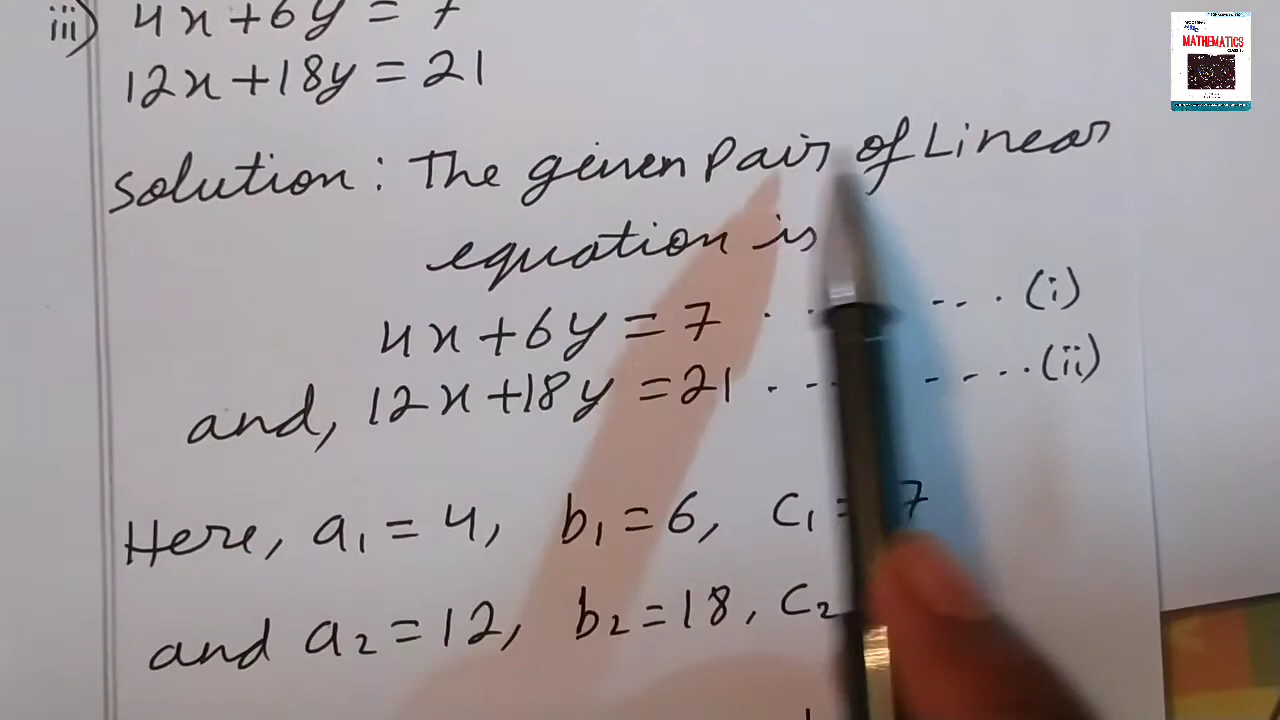 iii) 4x+6y = 7
12x+18y = 21
Solution: The given Pair of Linear
equation is
4x+6y = 7 . . . - - . (i)
and, 12x+18y = 21 . - - - - . . . (ii)
Here, a₁ = 4, b₁ = 6, c₁ = 7
and a₂ = 12, b₂ = 18, c₂
MATHEMATICS